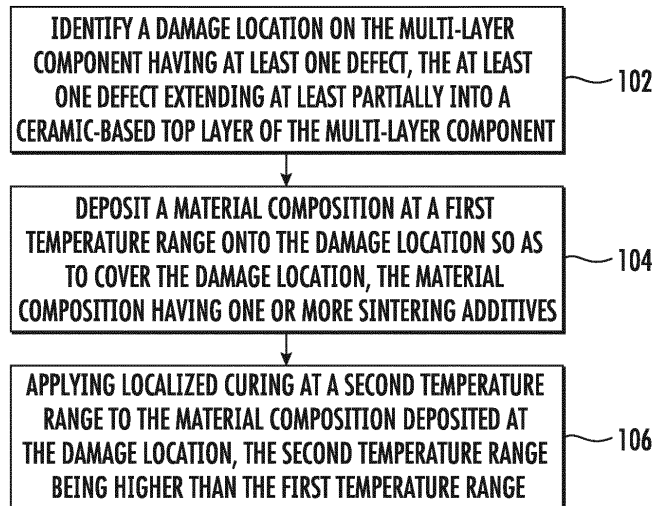 IDENTIFY A DAMAGE LOCATION ON THE MULTI-LAYER
COMPONENT HAVING AT LEAST ONE DEFECT, THE AT LEAST
ONE DEFECT EXTENDING AT LEAST PARTIALLY INTO A
CERAMIC-BASED TOP LAYER OF THE MULTI-LAYER COMPONENT
102
DEPOSIT A MATERIAL COMPOSITION AT A FIRST
TEMPERATURE RANGE ONTO THE DAMAGE LOCATION SO AS
TO COVER THE DAMAGE LOCATION, THE MATERIAL
COMPOSITION HAVING ONE OR MORE SINTERING ADDITIVES
104
APPLYING LOCALIZED CURING AT A SECOND TEMPERATURE
RANGE TO THE MATERIAL COMPOSITION DEPOSITED AT
THE DAMAGE LOCATION, THE SECOND TEMPERATURE RANGE
BEING HIGHER THAN THE FIRST TEMPERATURE RANGE
106